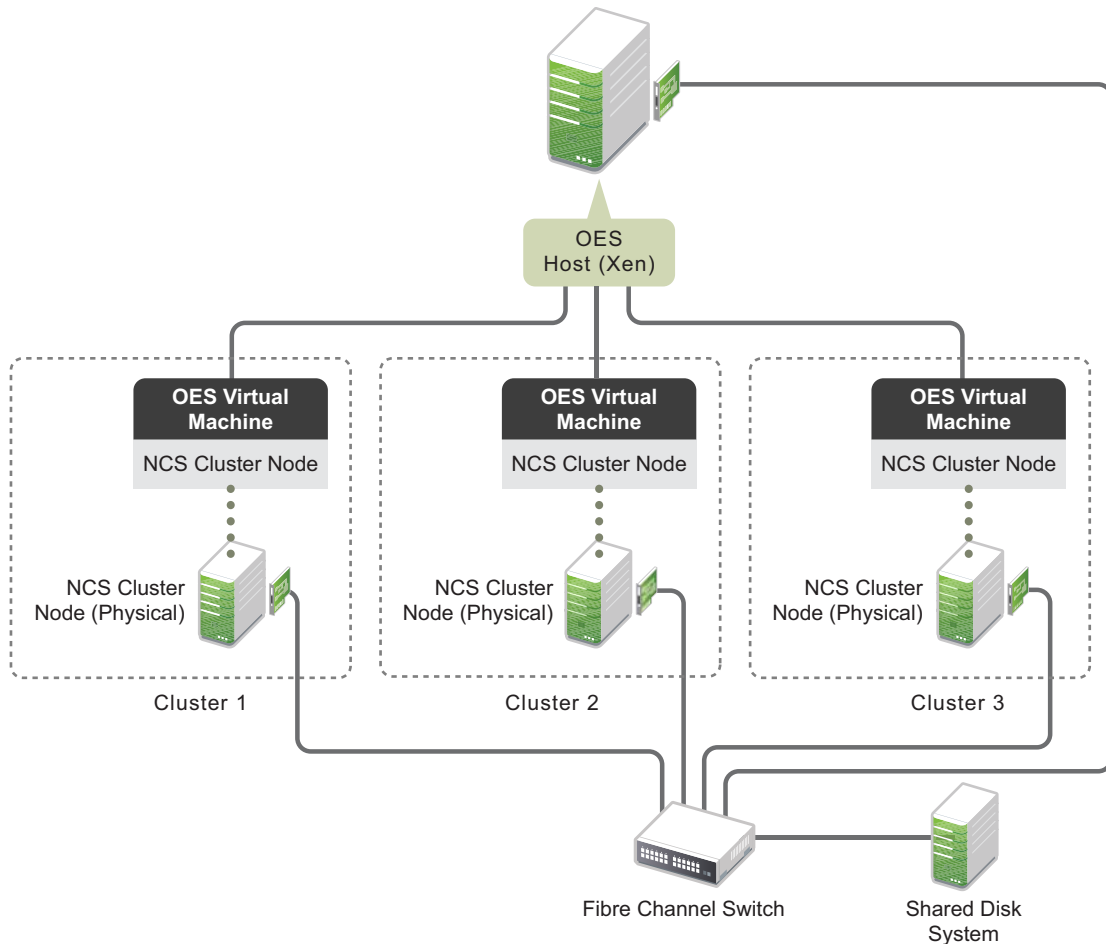 OES
Host (Xen)
OES Virtual
Machine
NCS Cluster Node
NCS Cluster
Node (Physical)
Cluster 1
OES Virtual
Machine
NCS Cluster Node
NCS Cluster
Node (Physical)
Cluster 2
OES Virtual
Machine
NCS Cluster Node
NCS Cluster
Node (Physical)
Cluster 3
Fibre Channel Switch
Shared Disk
System